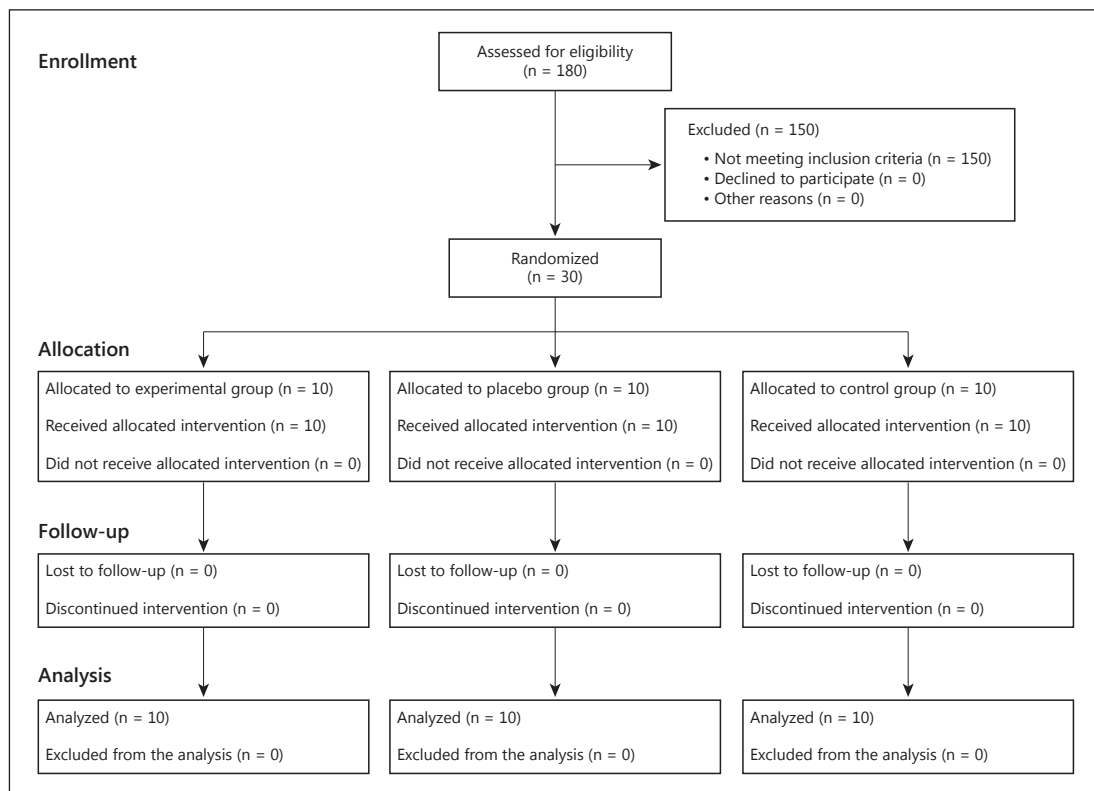 Enrollment
Assessed for eligibility
(n = 180)
Excluded (n = 150)
• Not meeting inclusion criteria (n = 150)
• Declined to participate (n = 0)
• Other reasons (n = 0)
Randomized
(n = 30)
Allocation
Allocated to experimental group (n = 10)
Received allocated intervention (n = 10)
Did not receive allocated intervention (n = 0)
Allocated to placebo group (n = 10)
Received allocated intervention (n = 10)
Did not receive allocated intervention (n = 0)
Allocated to control group (n = 10)
Received allocated intervention (n = 10)
Did not receive allocated intervention (n = 0)
Follow-up
Lost to follow-up (n = 0)
Discontinued intervention (n = 0)
Lost to follow-up (n = 0)
Discontinued intervention (n = 0)
Lost to follow-up (n = 0)
Discontinued intervention (n = 0)
Analysis
Analyzed (n = 10)
Excluded from the analysis (n = 0)
Analyzed (n = 10)
Excluded from the analysis (n = 0)
Analyzed (n = 10)
Excluded from the analysis (n = 0)